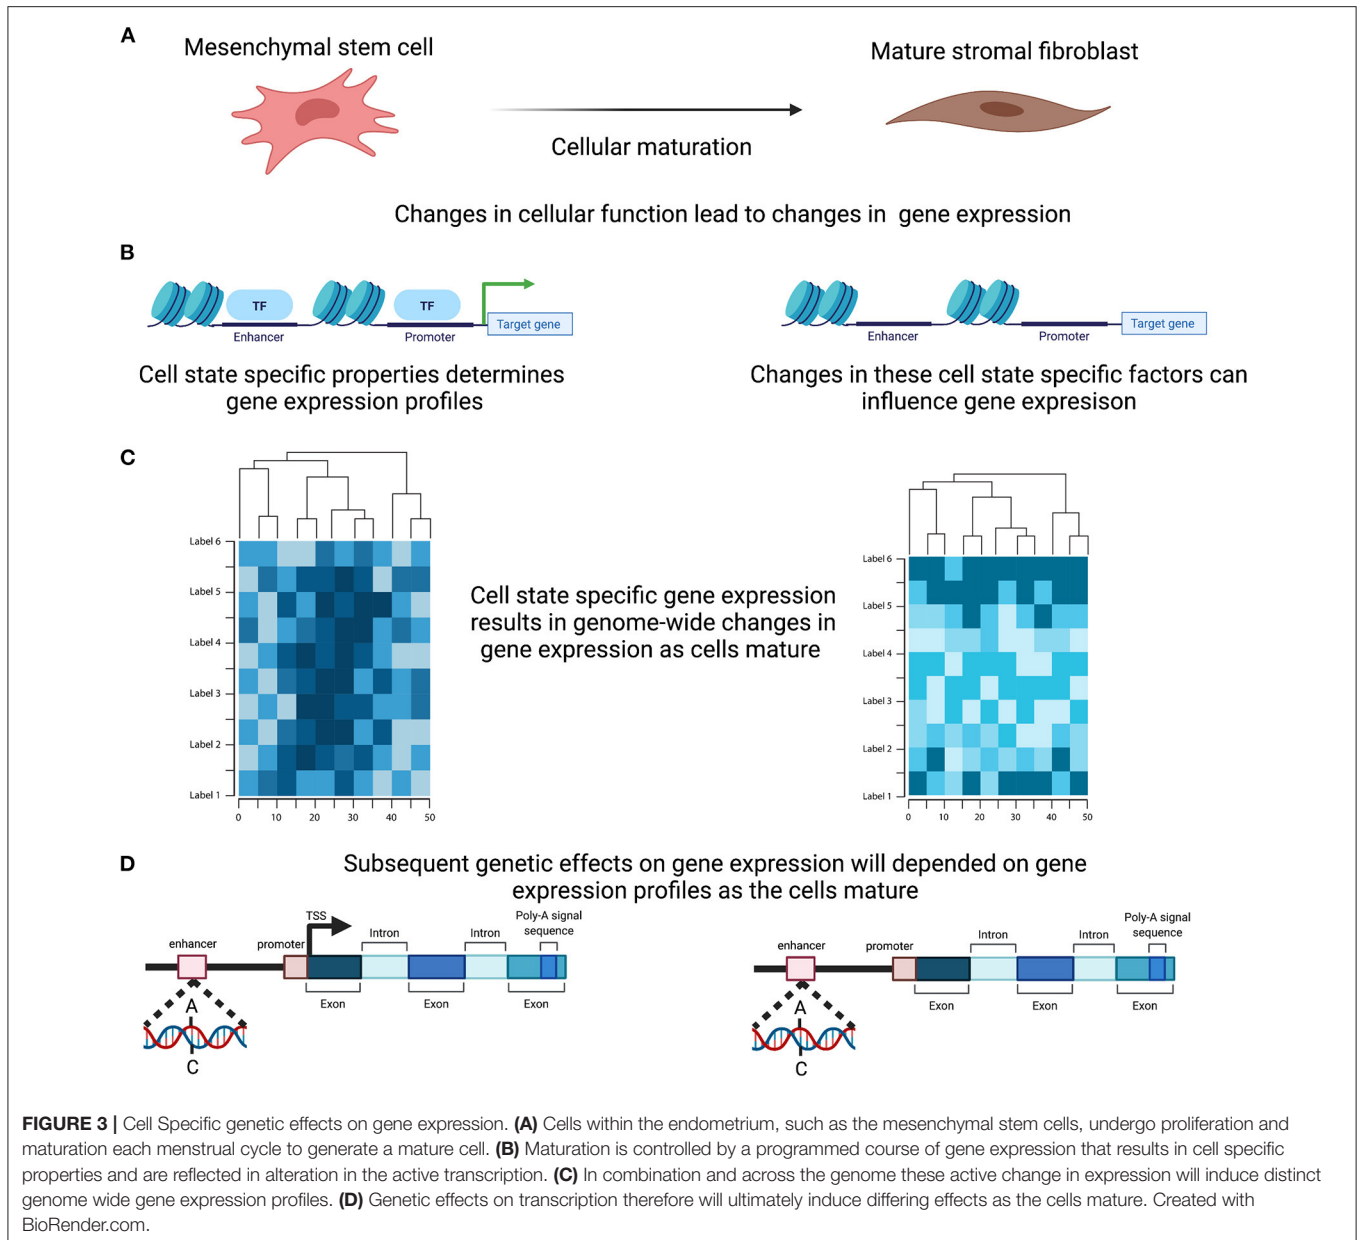 A
Mesenchymal stem cell
Mature stromal fibroblast
Cellular maturation
Changes in cellular function lead to changes in gene expression
B
TF
TF
Target gene
Enhancer
Promoter
Target gene
Enhancer
Promoter
Cell state specific properties determines
gene expression profiles
Changes in these cell state specific factors can
influence gene expresison
C
Label 6
Label 5
Label 4
Label 3
Label 2
Label 1
0 10 20 30 40 50
Cell state specific gene expression
results in genome-wide changes in
gene expression as cells mature
Label 6
Label 5
Label 4
Label 3
Label 2
Label 1
0 10 20 30 40 50
D
Subsequent genetic effects on gene expression will depended on gene
expression profiles as the cells mature
TSS
Poly-A signal
sequence
enhancer
promoter
Intron
Intron
Exon
Exon
Exon
A
C
Poly-A signal
sequence
enhancer
promoter
Intron
Intron
Exon
Exon
Exon
A
C
FIGURE 3 | Cell Specific genetic effects on gene expression. (A) Cells within the endometrium, such as the mesenchymal stem cells, undergo proliferation and
maturation each menstrual cycle to generate a mature cell. (B) Maturation is controlled by a programmed course of gene expression that results in cell specific
properties and are reflected in alteration in the active transcription. (C) In combination and across the genome these active change in expression will induce distinct
genome wide gene expression profiles. (D) Genetic effects on transcription therefore will ultimately induce differing effects as the cells mature. Created with
BioRender.com.